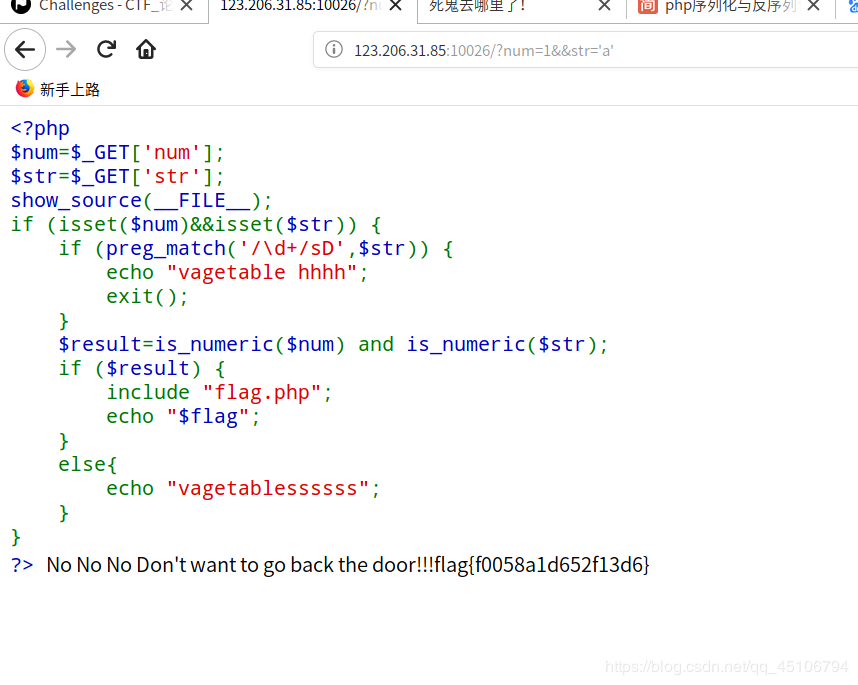 Challenges - CTF_
123.206.31.85:10026/?n
死鬼去哪里了!
php序列化与反序列
123.206.31.85:10026/?num=1&&str='a'
新手上路
<?php
$num=$_GET['num'];
$str=$_GET['str'];
show_source(__FILE__);
if (isset($num)&&isset($str)) {
    if (preg_match('/\d+/sD',$str)) {
        echo "vagetable hhhh";
        exit();
    }
    $result=is_numeric($num) and is_numeric($str);
    if ($result) {
        include "flag.php";
        echo "$flag";
    }
    else{
        echo "vagetablessssss";
    }
}
?> No No No Don't want to go back the door!!!flag{f0058a1d652f13d6}
https://blog.csdn.net/qq_45106794